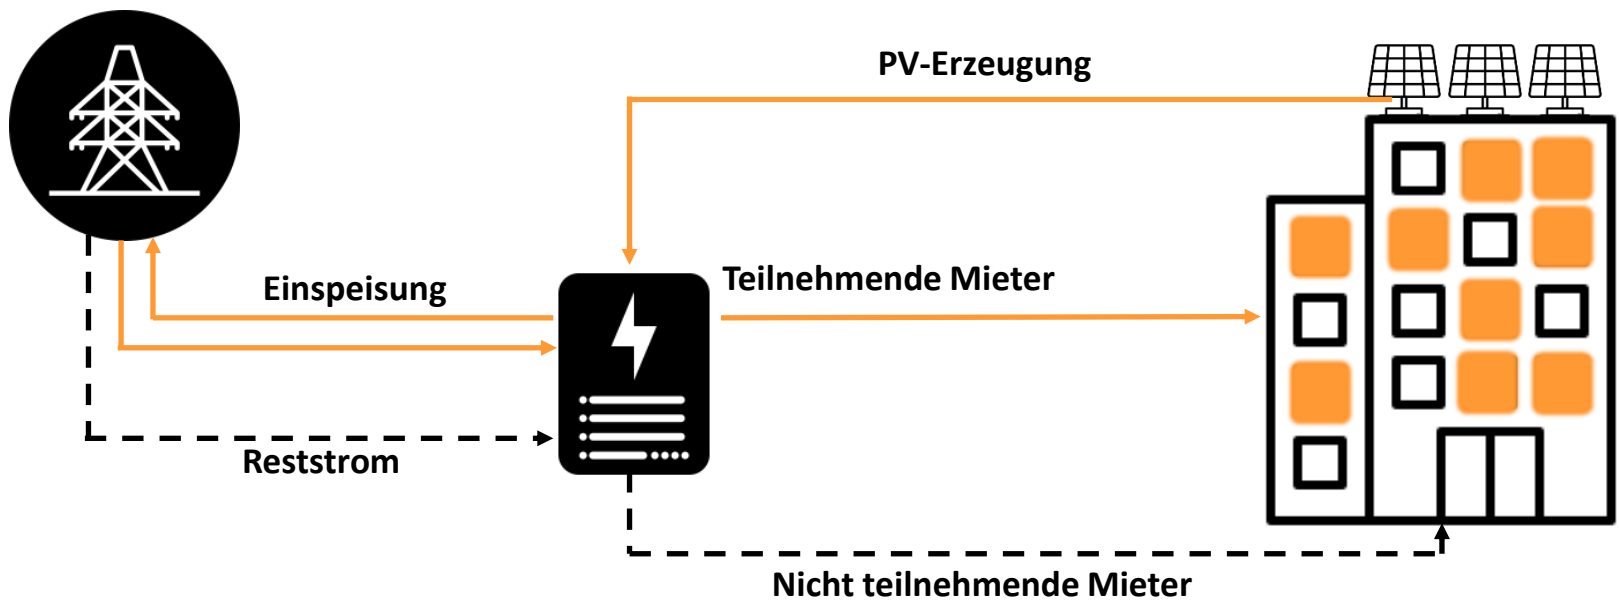 PV-Erzeugung
Einspeisung
Teilnehmende Mieter
Reststrom
Nicht teilnehmende Mieter